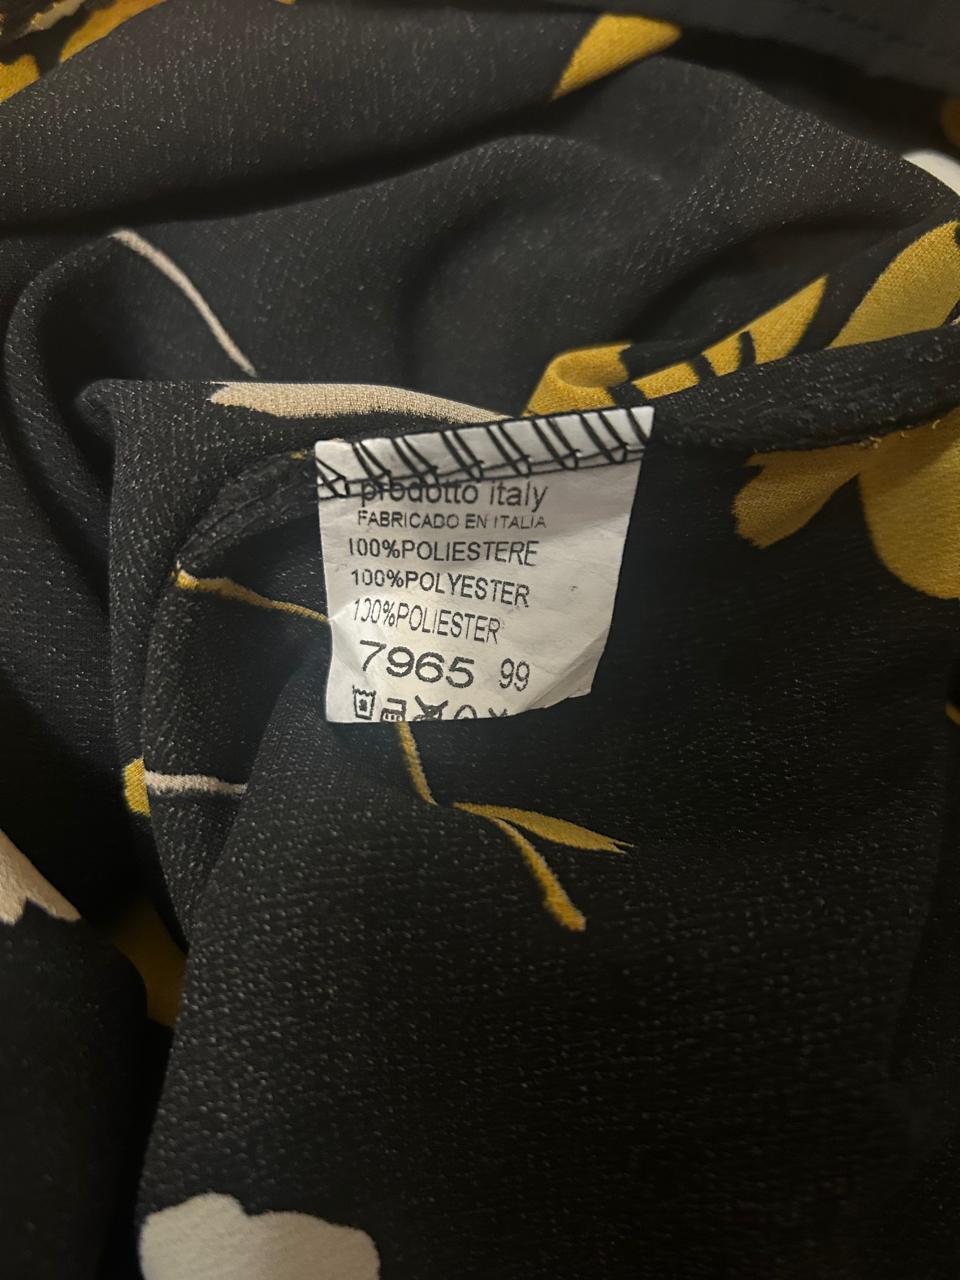 prodotto italy
FABRICADO EN ITALIA
100%POLIESTERE
100%POLYESTER
100%POLIESTER
7965 99